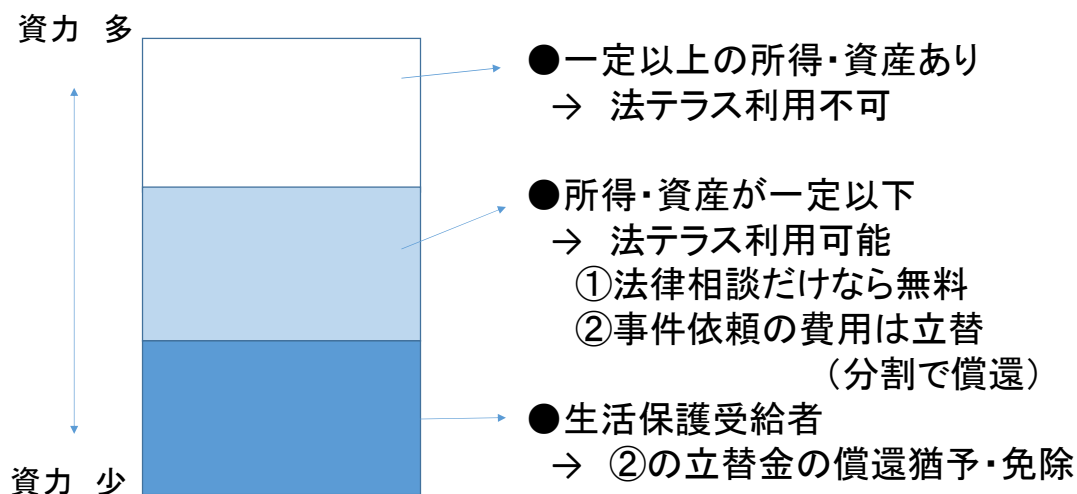 資力 多
●一定以上の所得・資産あり
→ 法テラス利用不可
●所得・資産が一定以下
→ 法テラス利用可能
①法律相談だけなら無料
②事件依頼の費用は立替
（分割で償還）
●生活保護受給者
→ ②の立替金の償還猶予・免除
資力 少